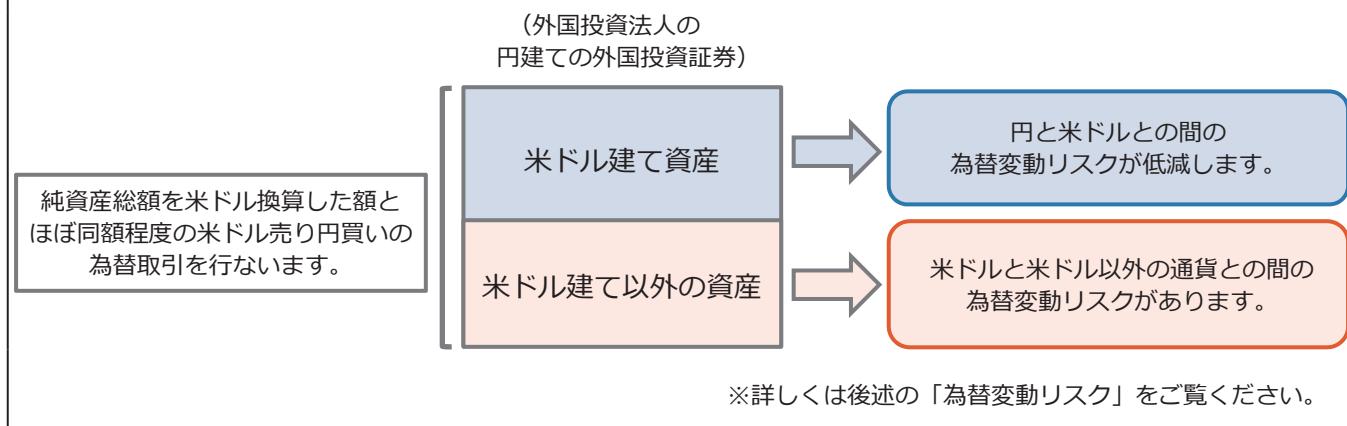 （外国投資法人の
円建ての外国投資証券）
純資産総額を米ドル換算した額と
ほぼ同額程度の米ドル売り円買いの
為替取引を行ないます。
米ドル建て資産
円と米ドルとの間の
為替変動リスクが低減します。
米ドル建て以外の資産
米ドルと米ドル以外の通貨との間の
為替変動リスクがあります。
※詳しくは後述の「為替変動リスク」をご覧ください。